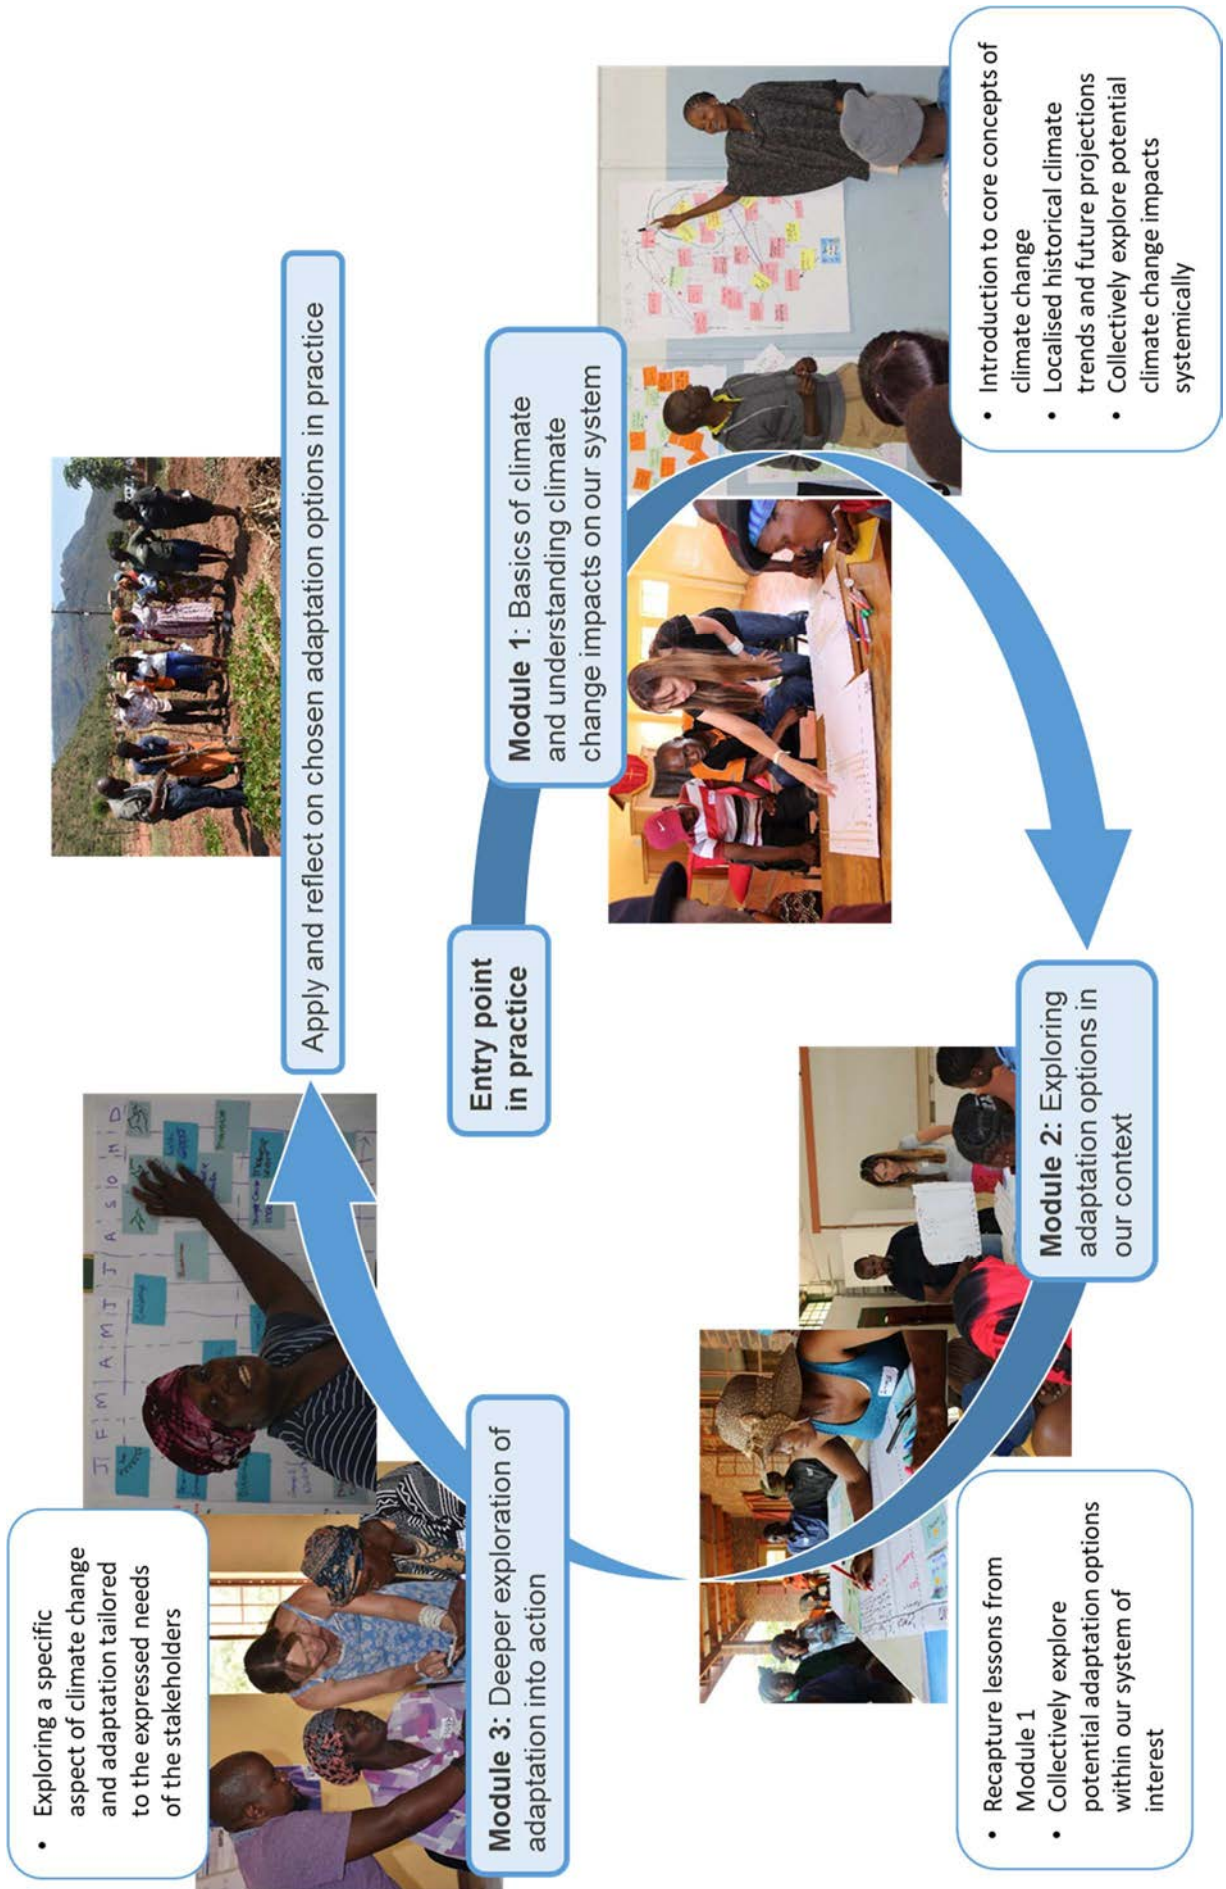 Apply and reflect on chosen adaptation options in practice
Entry point
in practice
Module 1: Basics of climate
and understanding climate
change impacts on our system
• Introduction to core concepts of
climate change
• Localised historical climate
trends and future projections
• Collectively explore potential
climate change impacts
systemically
Module 2: Exploring
adaptation options in
our context
• Recapture lessons from
Module 1
• Collectively explore
potential adaptation options
within our system of
interest
Module 3: Deeper exploration of
adaptation into action
• Exploring a specific
aspect of climate change
and adaptation tailored
to the expressed needs
of the stakeholders
J F M A M J J A S O N D